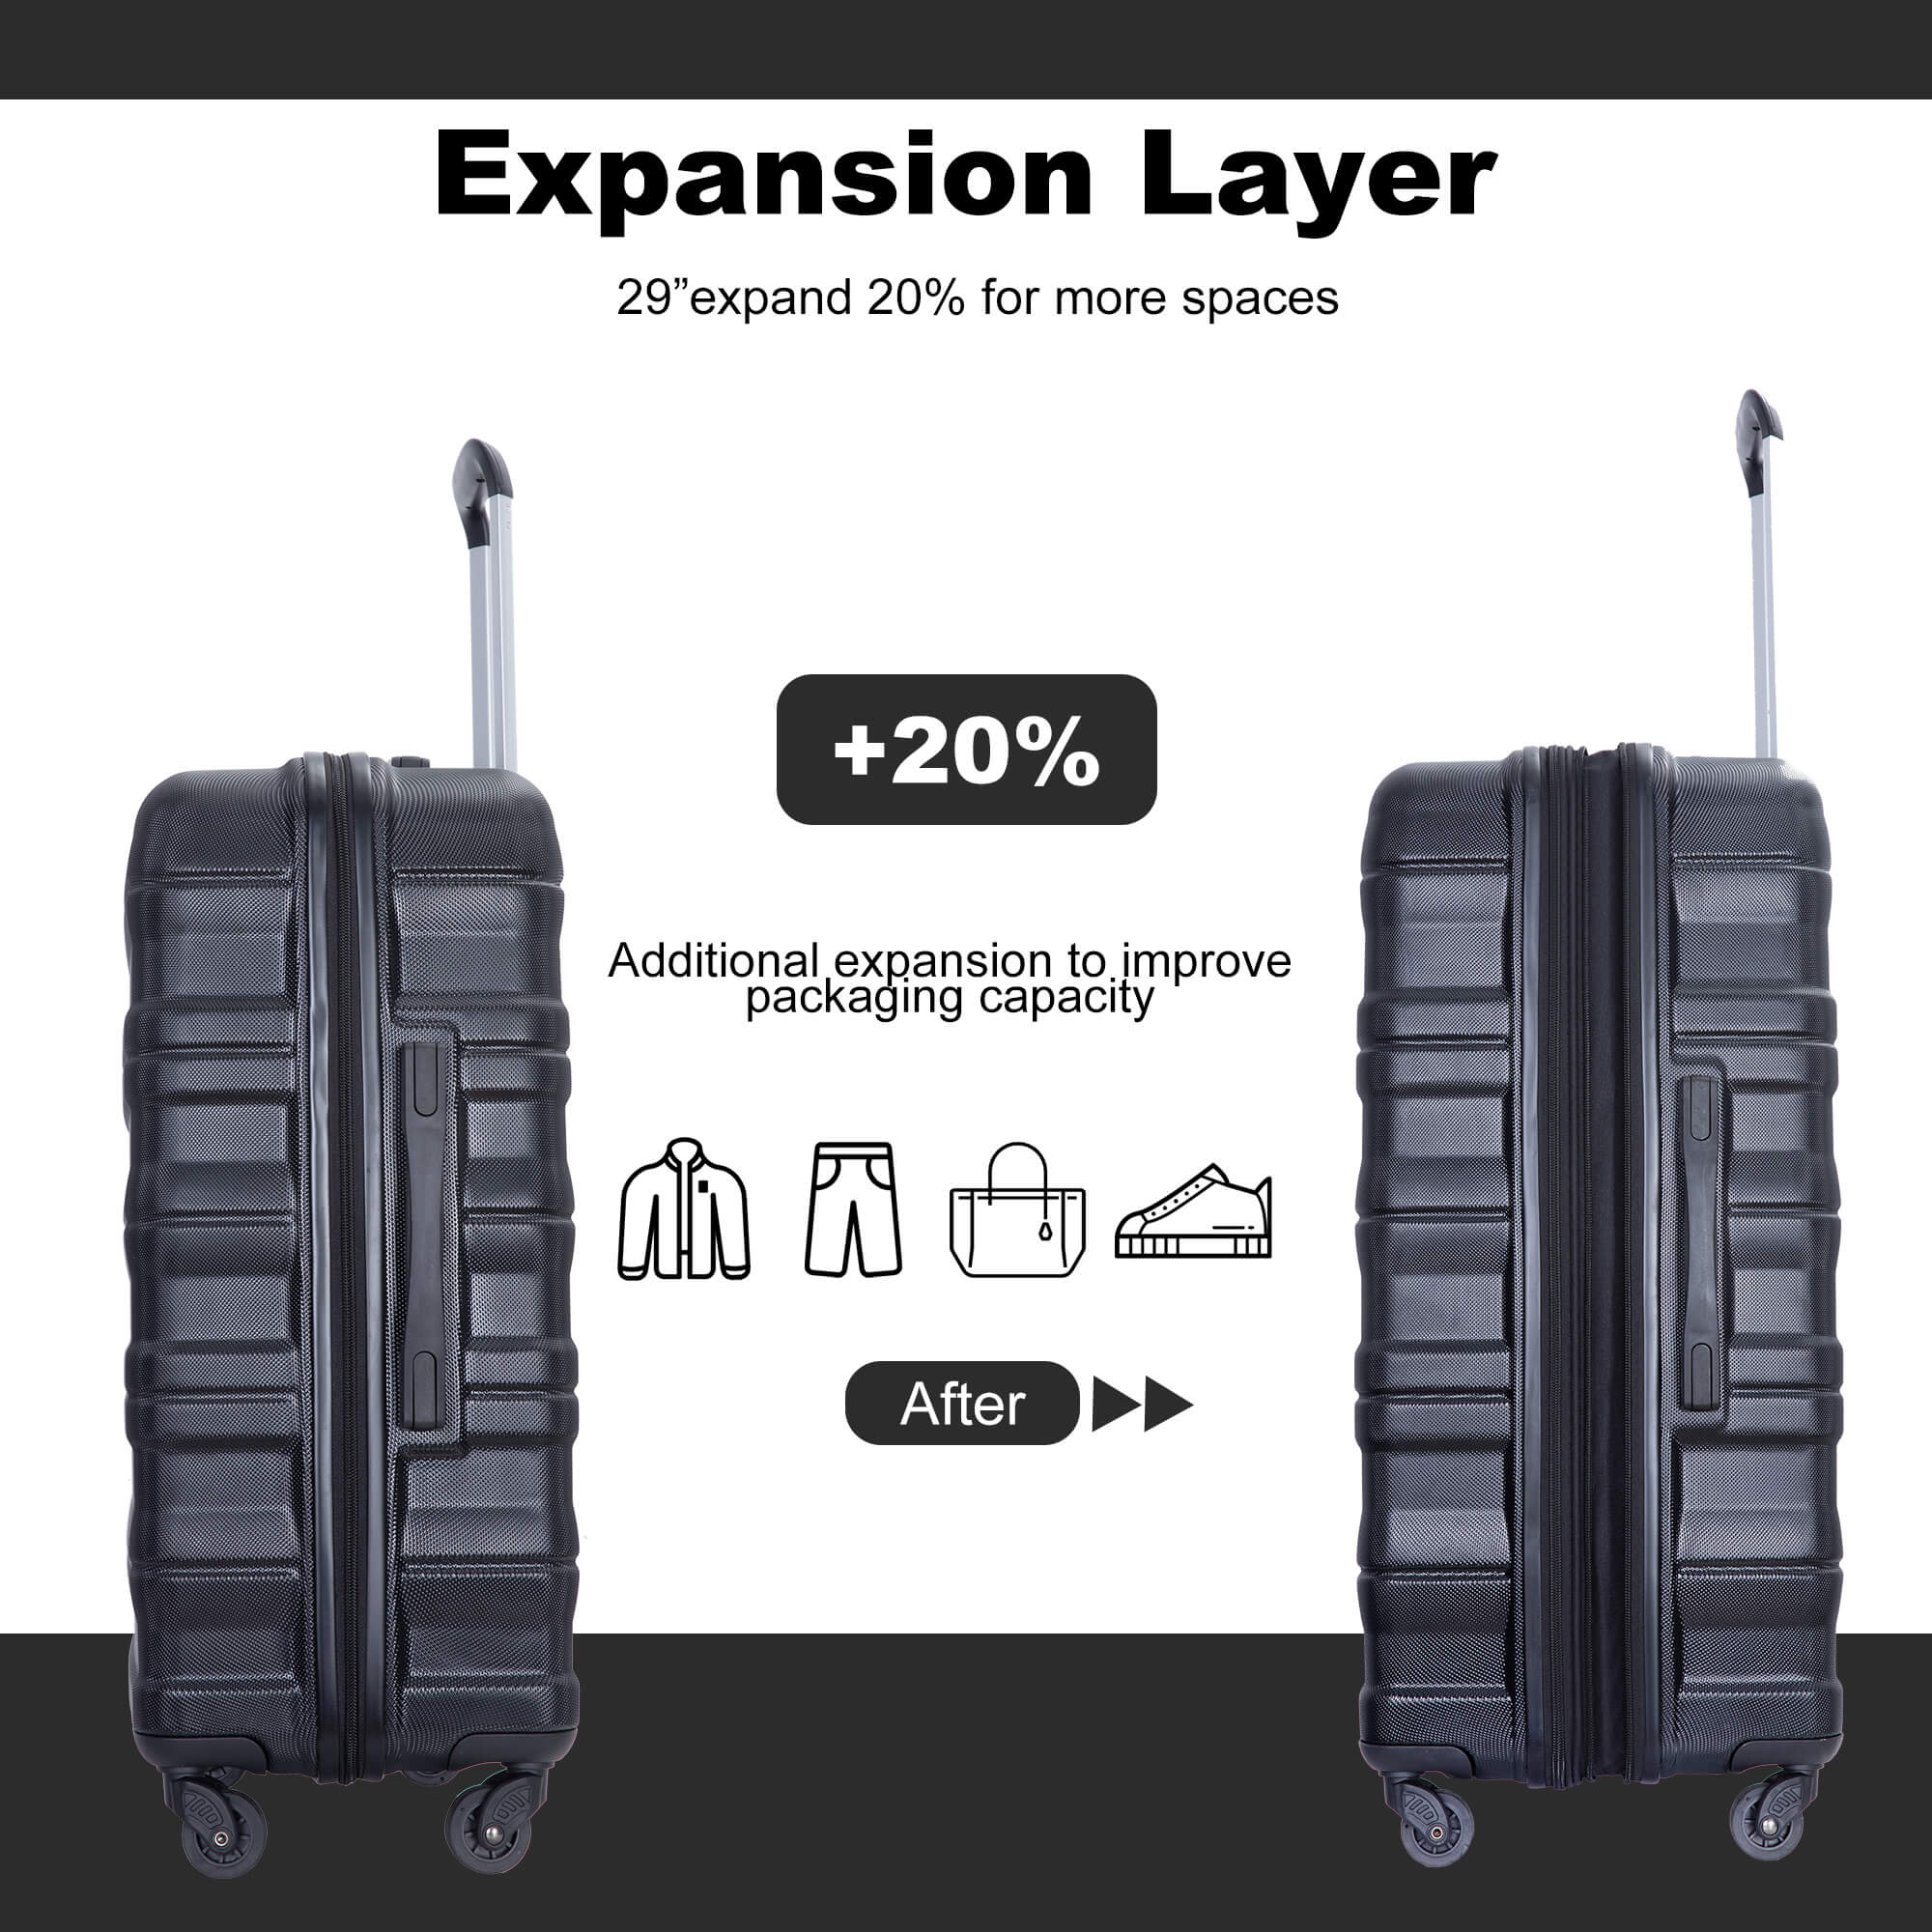 Expansion Layer
29”expand 20% for more spaces
+20%
Additional expansion to improve
packaging capacity
After